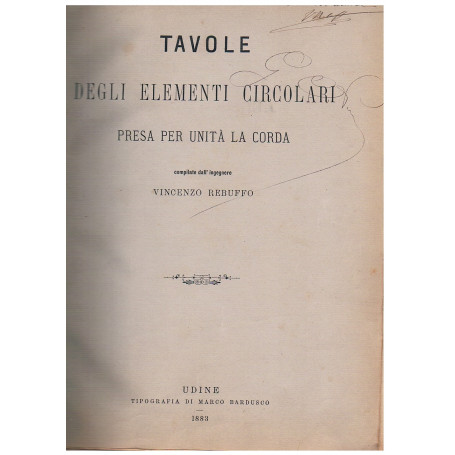 TAVOLE
DEGLI ELEMENTI CIRCOLARI
PRESA PER UNITÀ LA CORDA
compilate dall' ingegnere
VINCENZO REBUFFO
UDINE
TIPOGRAFIA DI MARCO BARDUSCO
1883